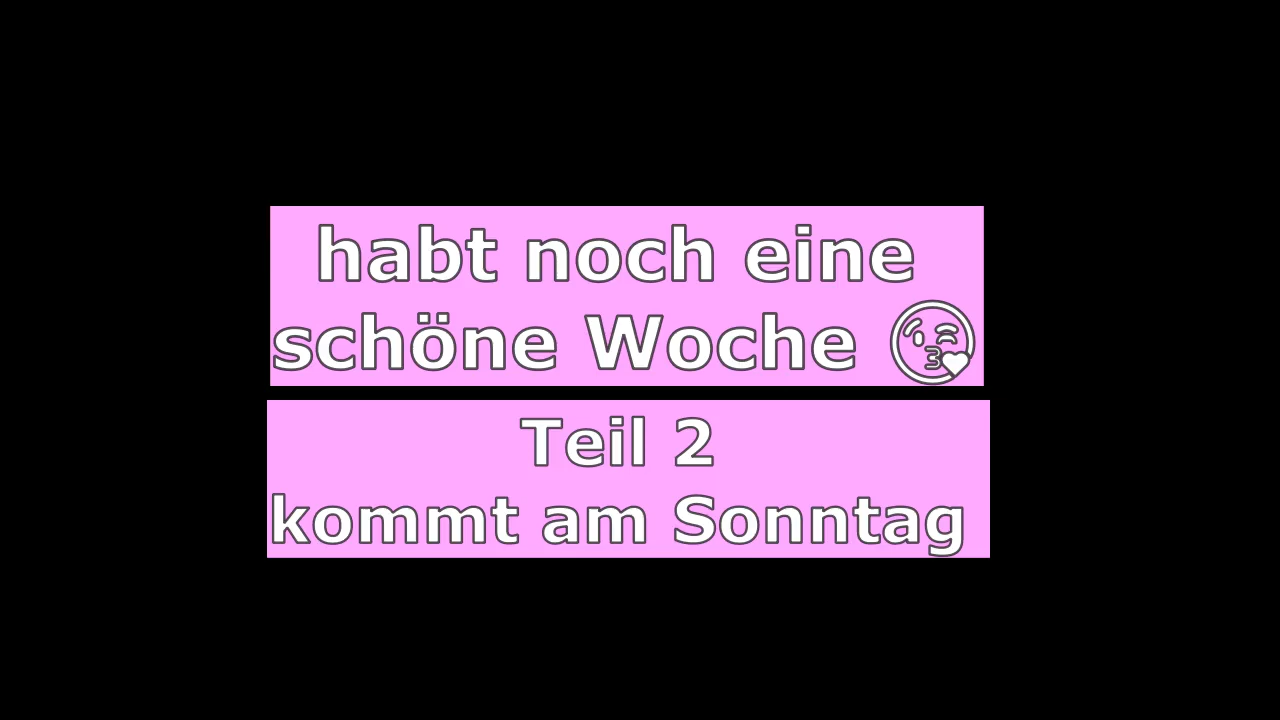 habt noch eine
schöne Woche 😘
Teil 2
kommt am Sonntag